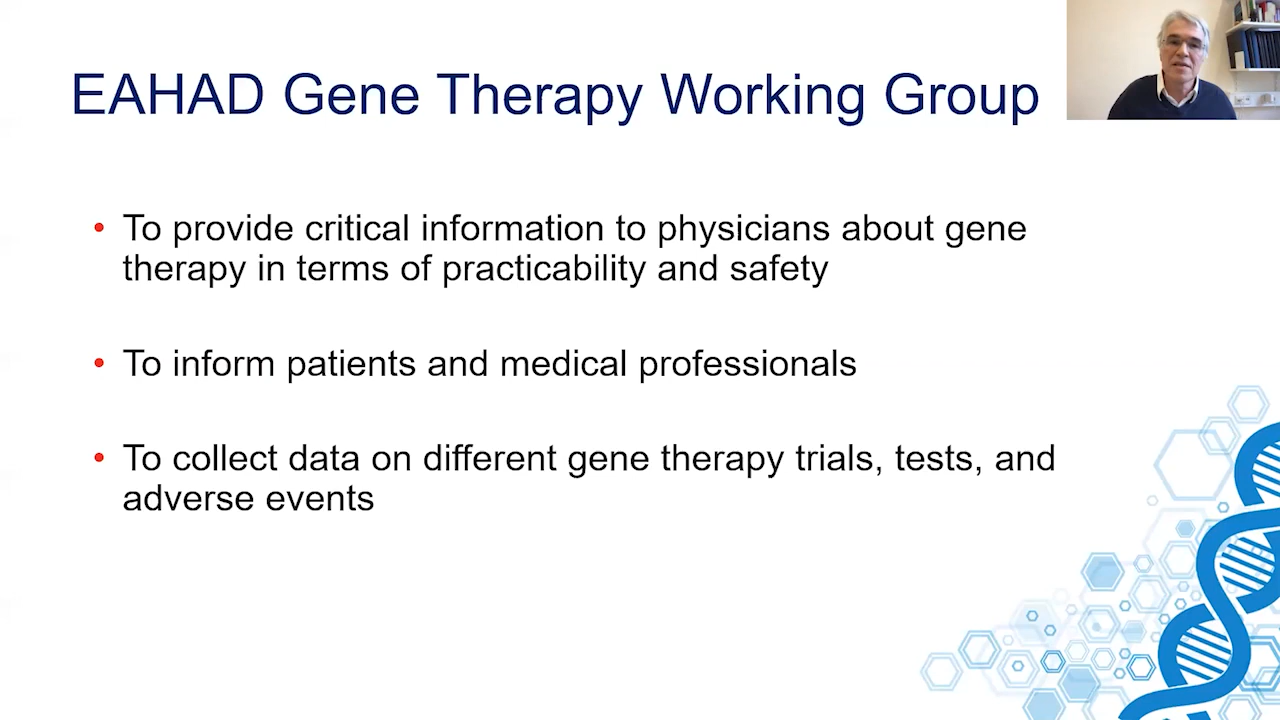 EAHAD Gene Therapy Working Group
• To provide critical information to physicians about gene
therapy in terms of practicability and safety
• To inform patients and medical professionals
• To collect data on different gene therapy trials, tests, and
adverse events